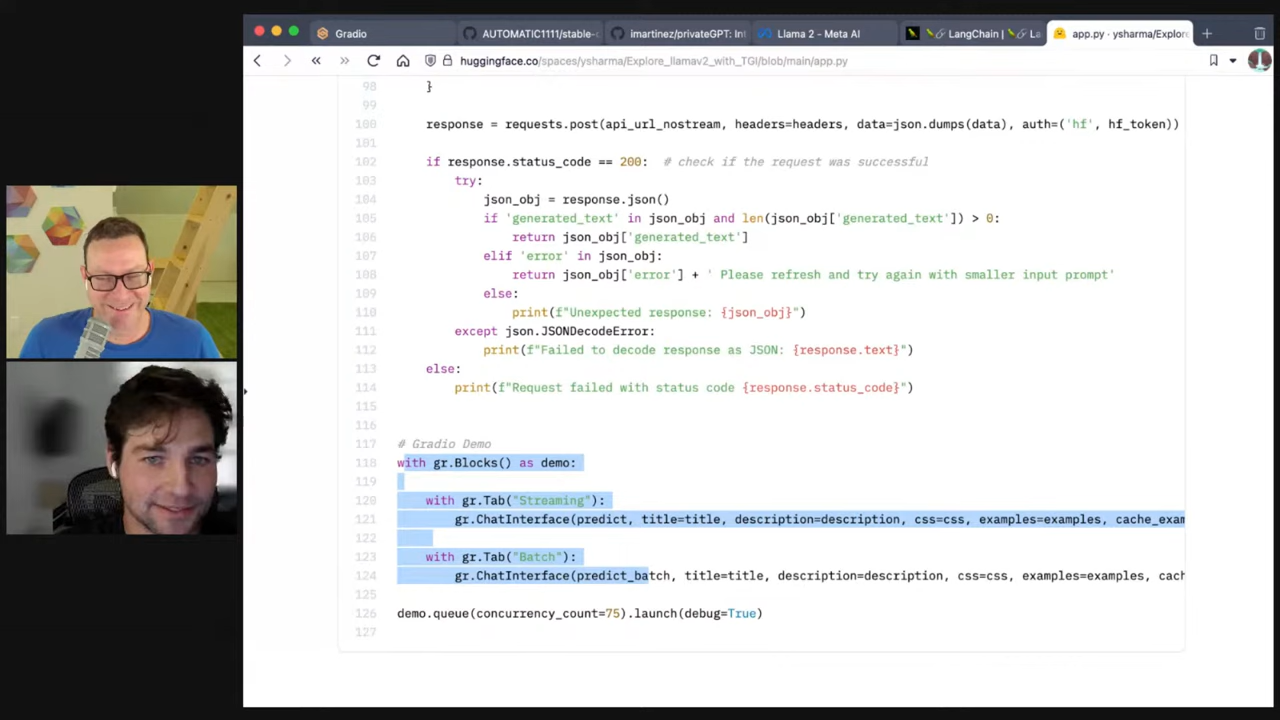 Gradio
AUTOMATIC1111/stable-
imartinez/privateGPT: Int
Llama 2 - Meta AI
LangChain | La
app.py · ysharma/Explore
huggingface.co/spaces/ysharma/Explore_llamav2_with_TGI/blob/main/app.py
98 }
99
100 response = requests.post(api_url_nostream, headers=headers, data=json.dumps(data), auth=('hf', hf_token))
101
102 if response.status_code == 200:  # check if the request was successful
103 try:
104 json_obj = response.json()
105 if 'generated_text' in json_obj and len(json_obj['generated_text']) > 0:
106 return json_obj['generated_text']
107 elif 'error' in json_obj:
108 return json_obj['error'] + ' Please refresh and try again with smaller input prompt'
109 else:
110 print(f"Unexpected response: {json_obj}")
111 except json.JSONDecodeError:
112 print(f"Failed to decode response as JSON: {response.text}")
113 else:
114 print(f"Request failed with status code {response.status_code}")
115
116
117 # Gradio Demo
118 with gr.Blocks() as demo:
119
120 with gr.Tab("Streaming"):
121 gr.ChatInterface(predict, title=title, description=description, css=css, examples=examples, cache_exam
122
123 with gr.Tab("Batch"):
124 gr.ChatInterface(predict_batch, title=title, description=description, css=css, examples=examples, cach
125
126 demo.queue(concurrency_count=75).launch(debug=True)
127